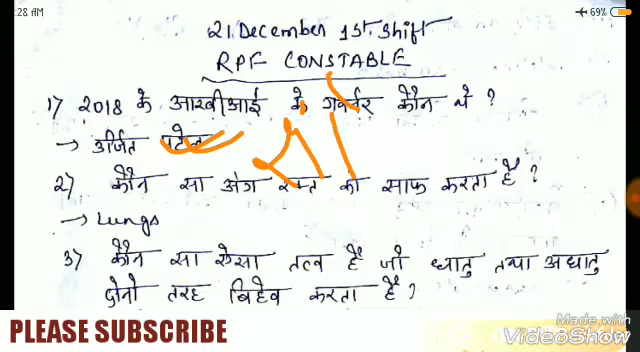 :28 AM
69%
21 December 1st. Shift
RPF CONSTABLE
1) 2018 के आरबीआई के गवर्नर कौन थे ?
→ उर्जित पटेल
2) कौन सा अंग रक्त को साफ करता है ?
→ Lungs
3) कौन सा ऐसा तत्व है जो धातु तथा अधातु
दोनो तरह बिहेव करता है ?
PLEASE SUBSCRIBE
Made with
VideoShow